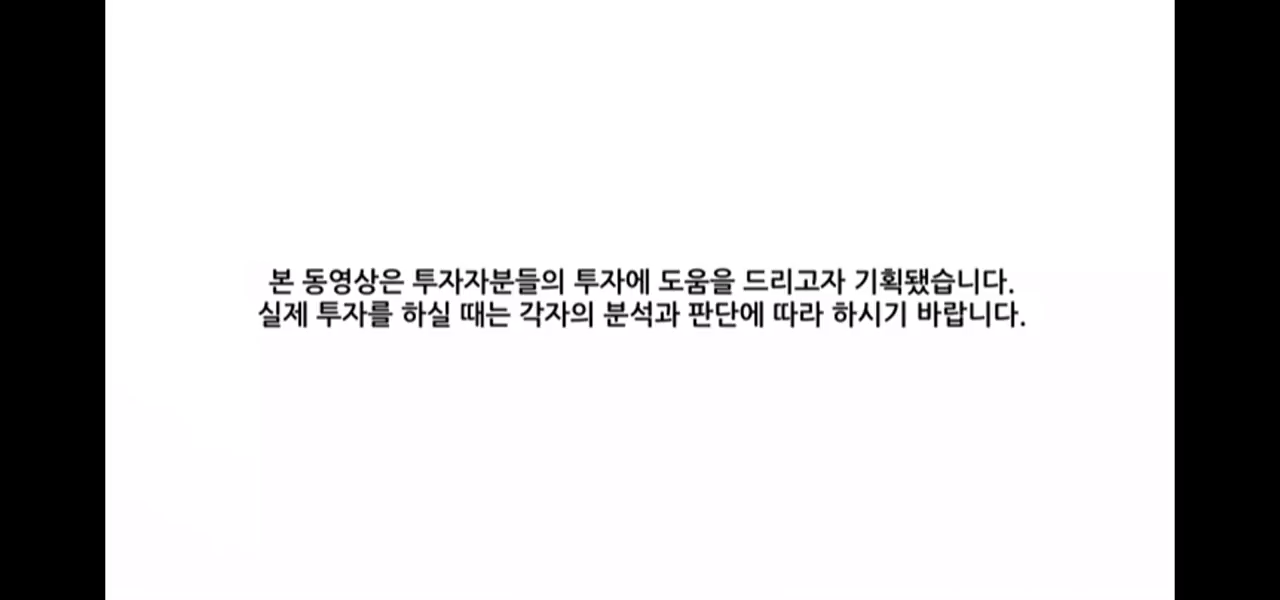 본 동영상은 투자자분들의 투자에 도움을 드리고자 기획됐습니다.
실제 투자를 하실 때는 각자의 분석과 판단에 따라 하시기 바랍니다.